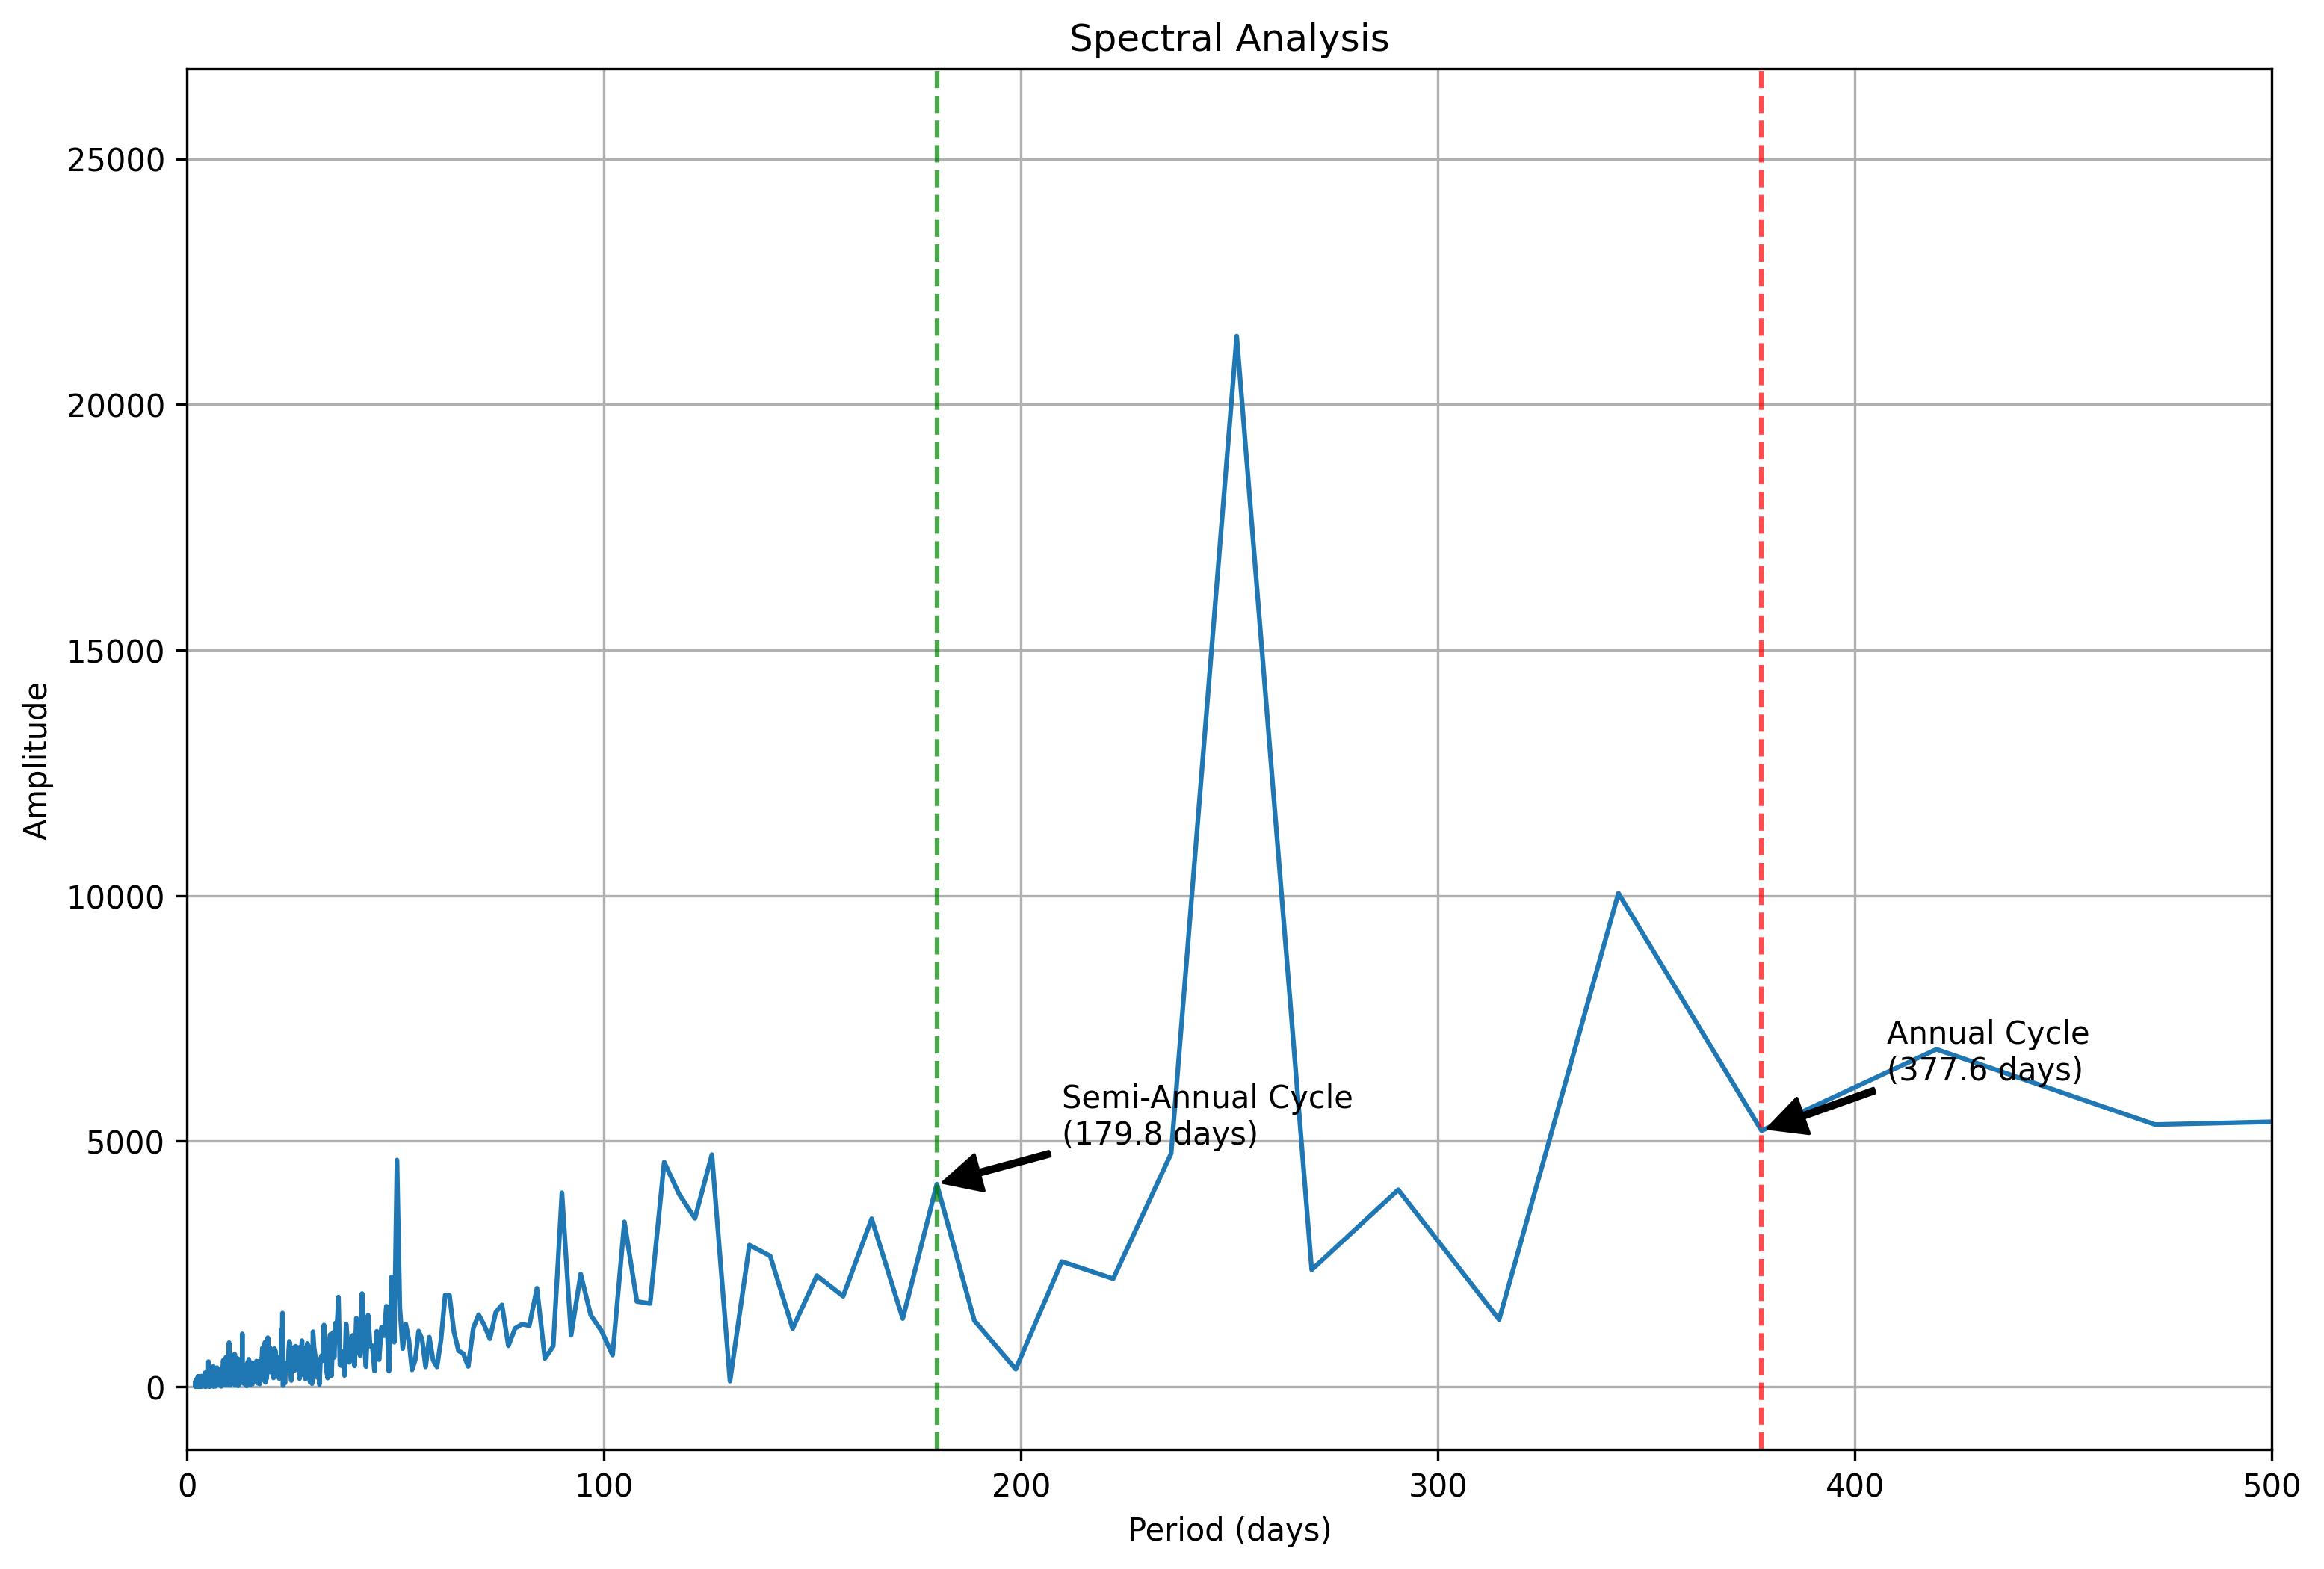 Spectral Analysis
25000
20000
15000
10000
5000
0
Amplitude
Annual Cycle
(377.6 days)
Semi-Annual Cycle
(179.8 days)
0 100 200 300 400 500
Period (days)